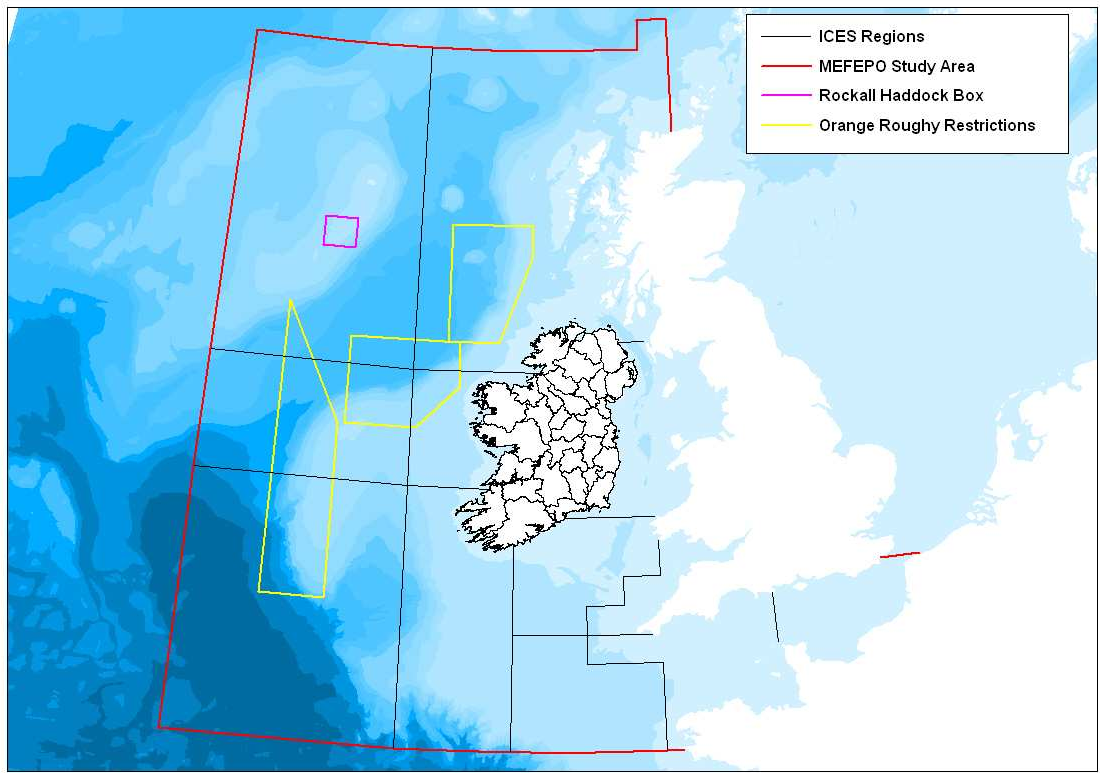 ICES Regions
MEFEPO Study Area
Rockall Haddock Box
Orange Roughy Restrictions